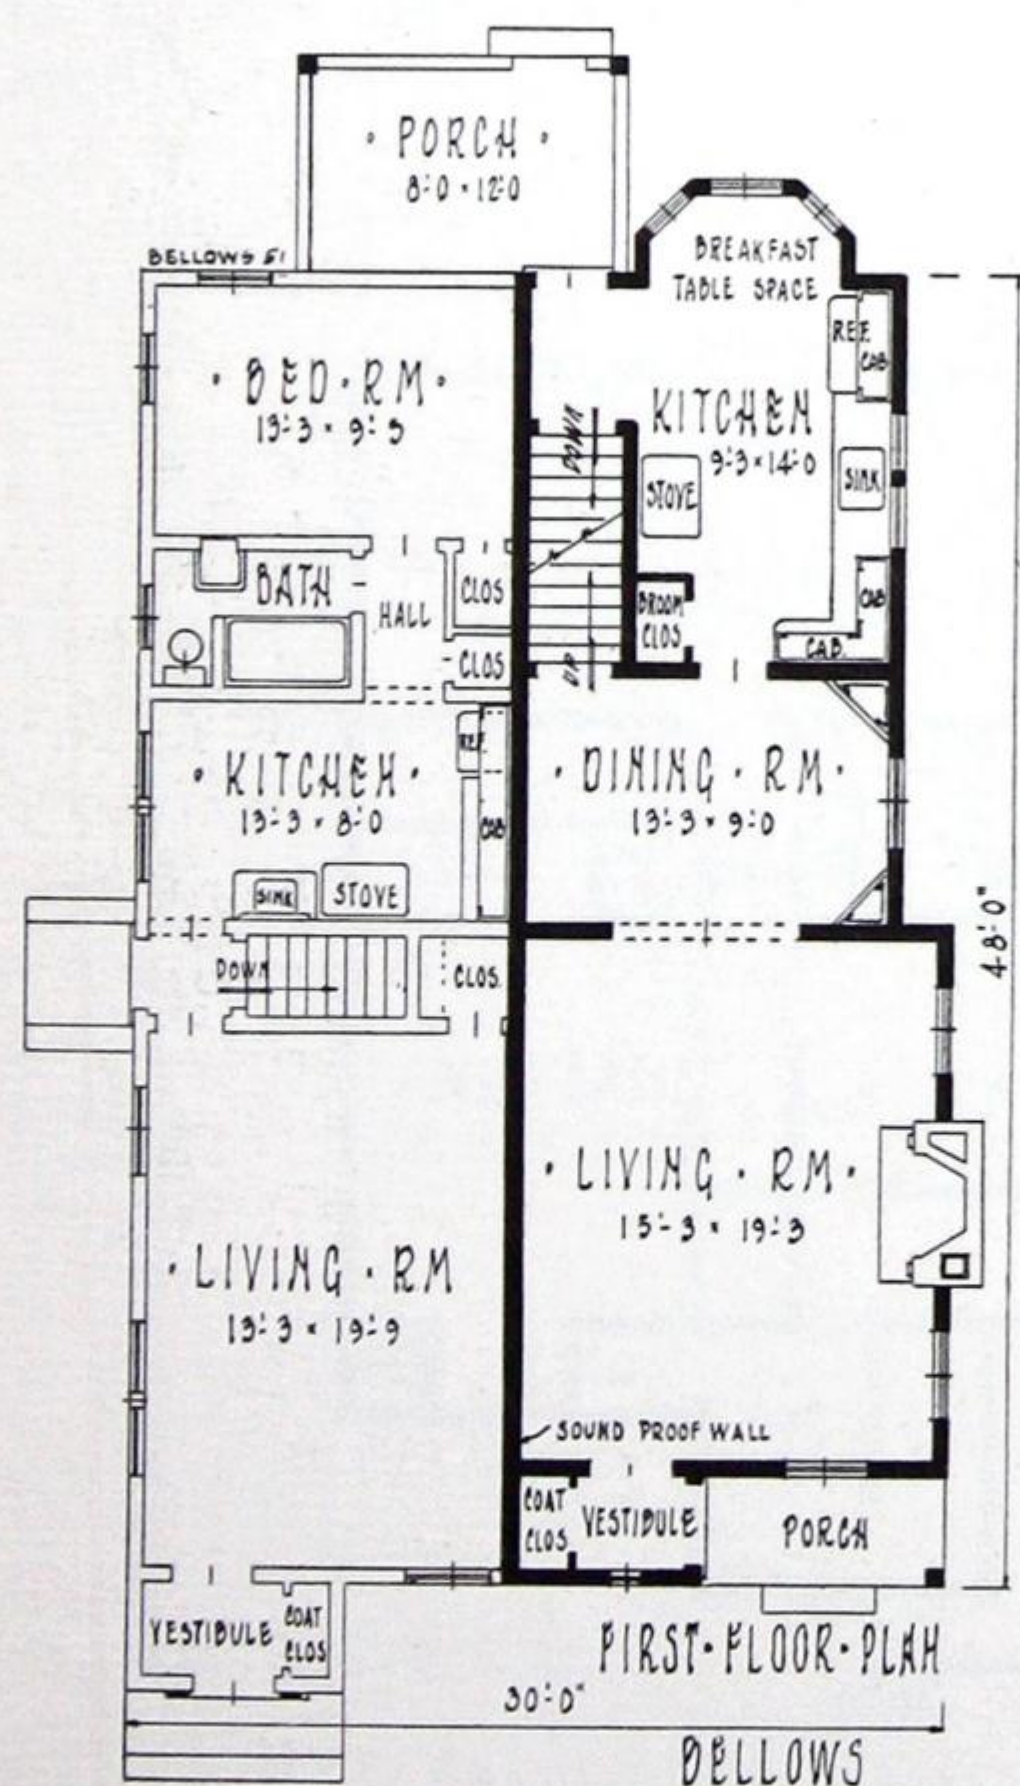 · PORCH ·
8'-0 × 12'-0
BELLOWS 51
BREAKFAST
TABLE SPACE
REF.
CAB
· BED · RM ·
13'-3 × 9'-9
KITCHEN
9'-3 × 14'-0
DOWN
STOVE
SINK
BATH
HALL
CLOS
CLOS
BROOM
CLOS
CAB
CAB.
UP
· KITCHEN ·
13'-3 × 8'-0
REF.
CAB
SINK
STOVE
· DINING · RM ·
13'-3 × 9'-0
DOWN
CLOS.
48'-0"
· LIVING · RM ·
15'-3 × 19'-3
· LIVING · RM
13'-3 × 19'-9
SOUND PROOF WALL
COAT
CLOS
VESTIBULE
PORCH
VESTIBULE
COAT
CLOS
FIRST · FLOOR · PLAN
30'-0"
BELLOWS